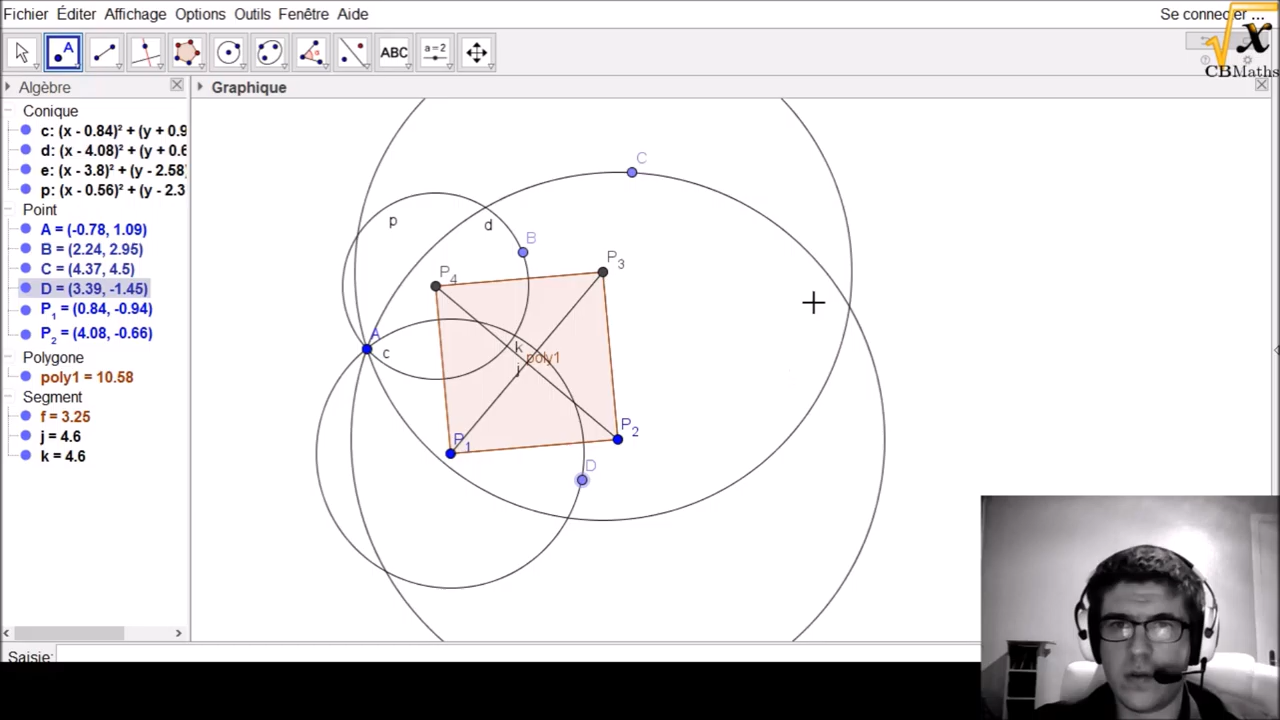 Fichier Éditer Affichage Options Outils Fenêtre Aide
Se connecter ...
A
ABC
a=2
x
CBMaths
Algèbre
Graphique
Conique
c: (x - 0.84)² + (y + 0.9
d: (x - 4.08)² + (y + 0.6
e: (x - 3.8)² + (y - 2.58)
p: (x - 0.56)² + (y - 2.3
Point
A = (-0.78, 1.09)
B = (2.24, 2.95)
C = (4.37, 4.5)
D = (3.39, -1.45)
P₁ = (0.84, -0.94)
P₂ = (4.08, -0.66)
Polygone
poly1 = 10.58
Segment
f = 3.25
j = 4.6
k = 4.6
C
p
d
B
P₄
P₃
A
c
k
poly1
j
P₁
P₂
D
Saisie: